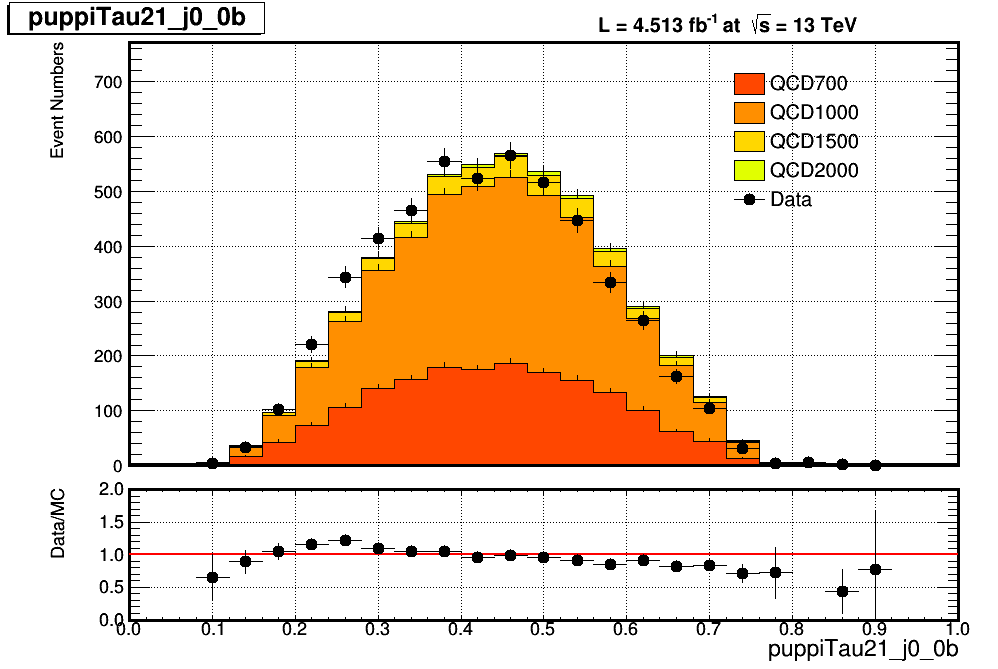 puppiTau21_j0_0b
L = 4.513 fb⁻¹ at √s = 13 TeV
Event Numbers
700
600
500
400
300
200
100
0
QCD700
QCD1000
QCD1500
QCD2000
Data
Data/MC
2.0
1.5
1.0
0.5
0.0
0.0 0.1 0.2 0.3 0.4 0.5 0.6 0.7 0.8 0.9 1.0
puppiTau21_j0_0b